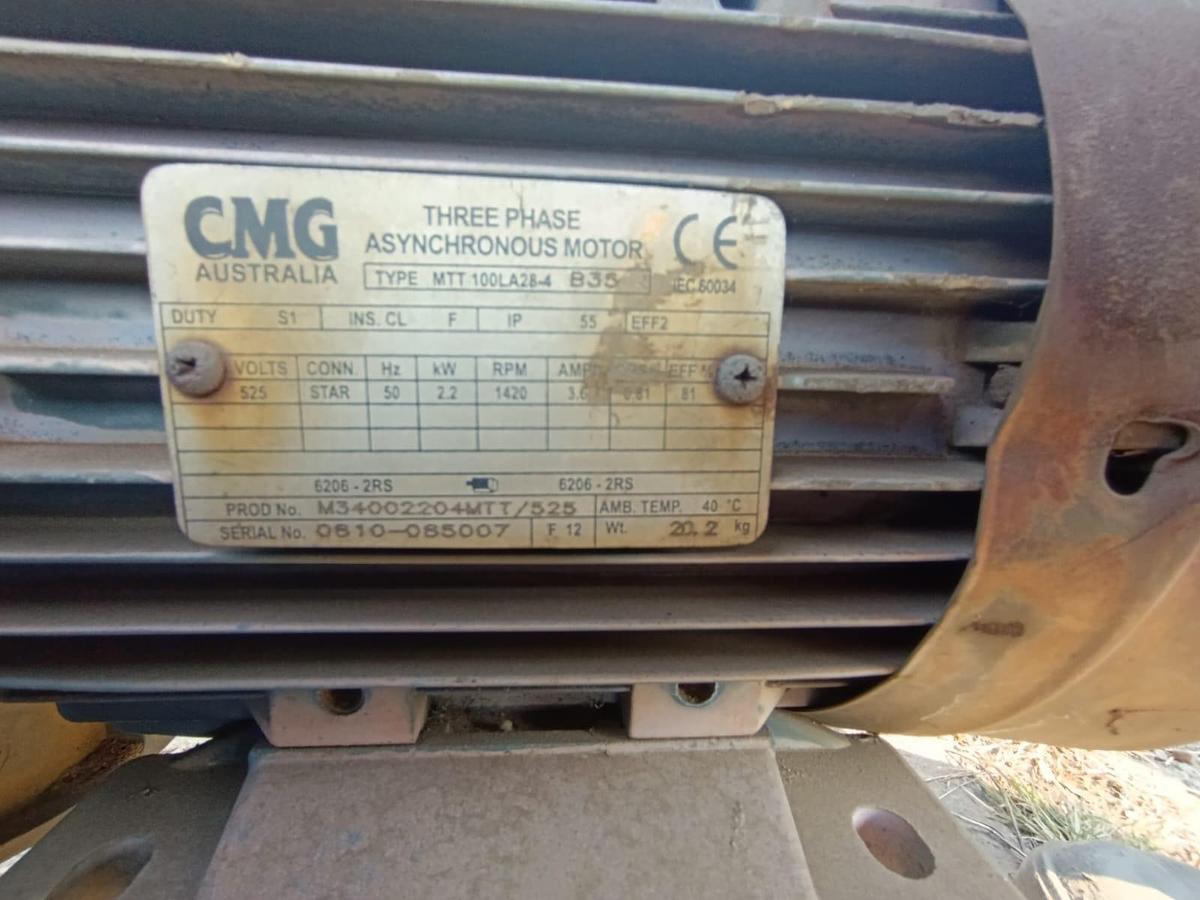 CMG
AUSTRALIA
THREE PHASE
ASYNCHRONOUS MOTOR
CE
TYPE MTT 100LA28-4 B35
IEC 60034
DUTY S1 INS. CL F IP 55 EFF2
VOLTS CONN. Hz kW RPM EFF %
525 STAR 50 2.2 1420 0.81 81
6206 - 2RS 6206 - 2RS
PROD No. M34002204MTT/525 AMB. TEMP. 40 °C
SERIAL No. 0810-085007 F 12 Wt. 20.2 kg